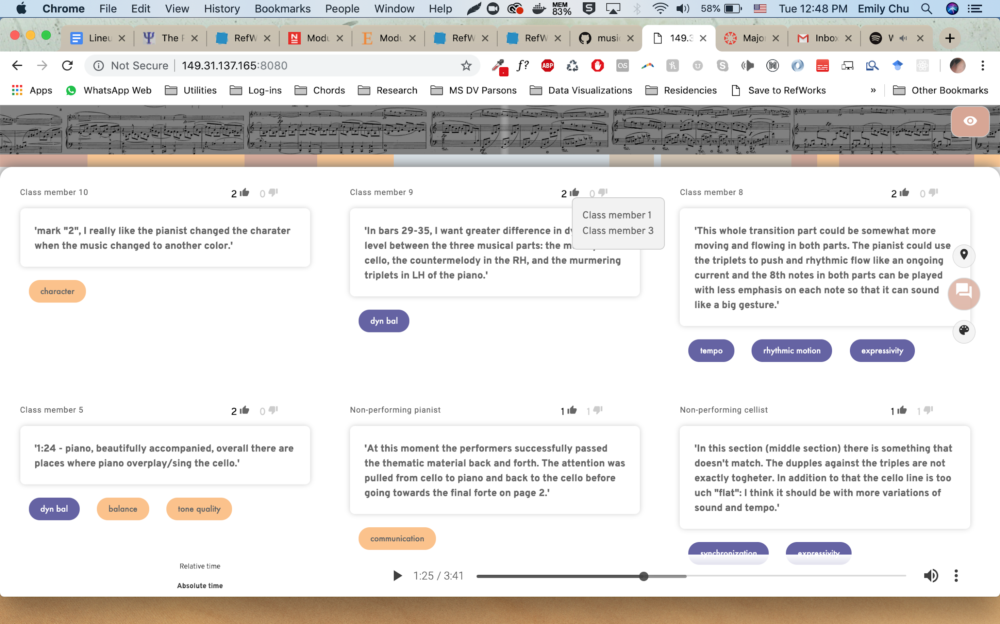 Chrome File Edit View History Bookmarks People Window Help MEM 83% 58% Tue 12:48 PM Emily Chu
Lineu The P RefW Modu Modu RefW RefW music 149.3 Major Inbox W
Not Secure 149.31.137.165:8080 f? ABP
Apps WhatsApp Web Utilities Log-ins Chords Research MS DV Parsons Data Visualizations Residencies Save to RefWorks » Other Bookmarks
Class member 10 2 0
'mark "2", I really like the pianist changed the charater
when the music changed to another color.'
character
Class member 9 2 0
Class member 1
Class member 3
'In bars 29-35, I want greater difference in
level between the three musical parts: the
cello, the countermelody in the RH, and the murmering
triplets in LH of the piano.'
dyn bal
Class member 8 2 0
'This whole transition part could be somewhat more
moving and flowing in both parts. The pianist could use
the triplets to push and rhythmic flow like an ongoing
current and the 8th notes in both parts can be played
with less emphasis on each note so that it can sound
like a big gesture.'
tempo rhythmic motion expressivity
Class member 5 2 0
'1:24 - piano, beautifully accompanied, overall there are
places where piano overplay/sing the cello.'
dyn bal balance tone quality
Non-performing pianist 1 1
'At this moment the performers successfully passed
the thematic material back and forth. The attention was
pulled from cello to piano and back to the cello before
going towards the final forte on page 2.'
communication
Non-performing cellist 1 1
'In this section (middle section) there is something that
doesn't match. The dupples against the triples are not
exactly togheter. In addition to that the cello line is too
uch "flat": I think it should be with more variations of
sound and tempo.'
synchronization expressivity
Relative time
Absolute time
1:25 / 3:41